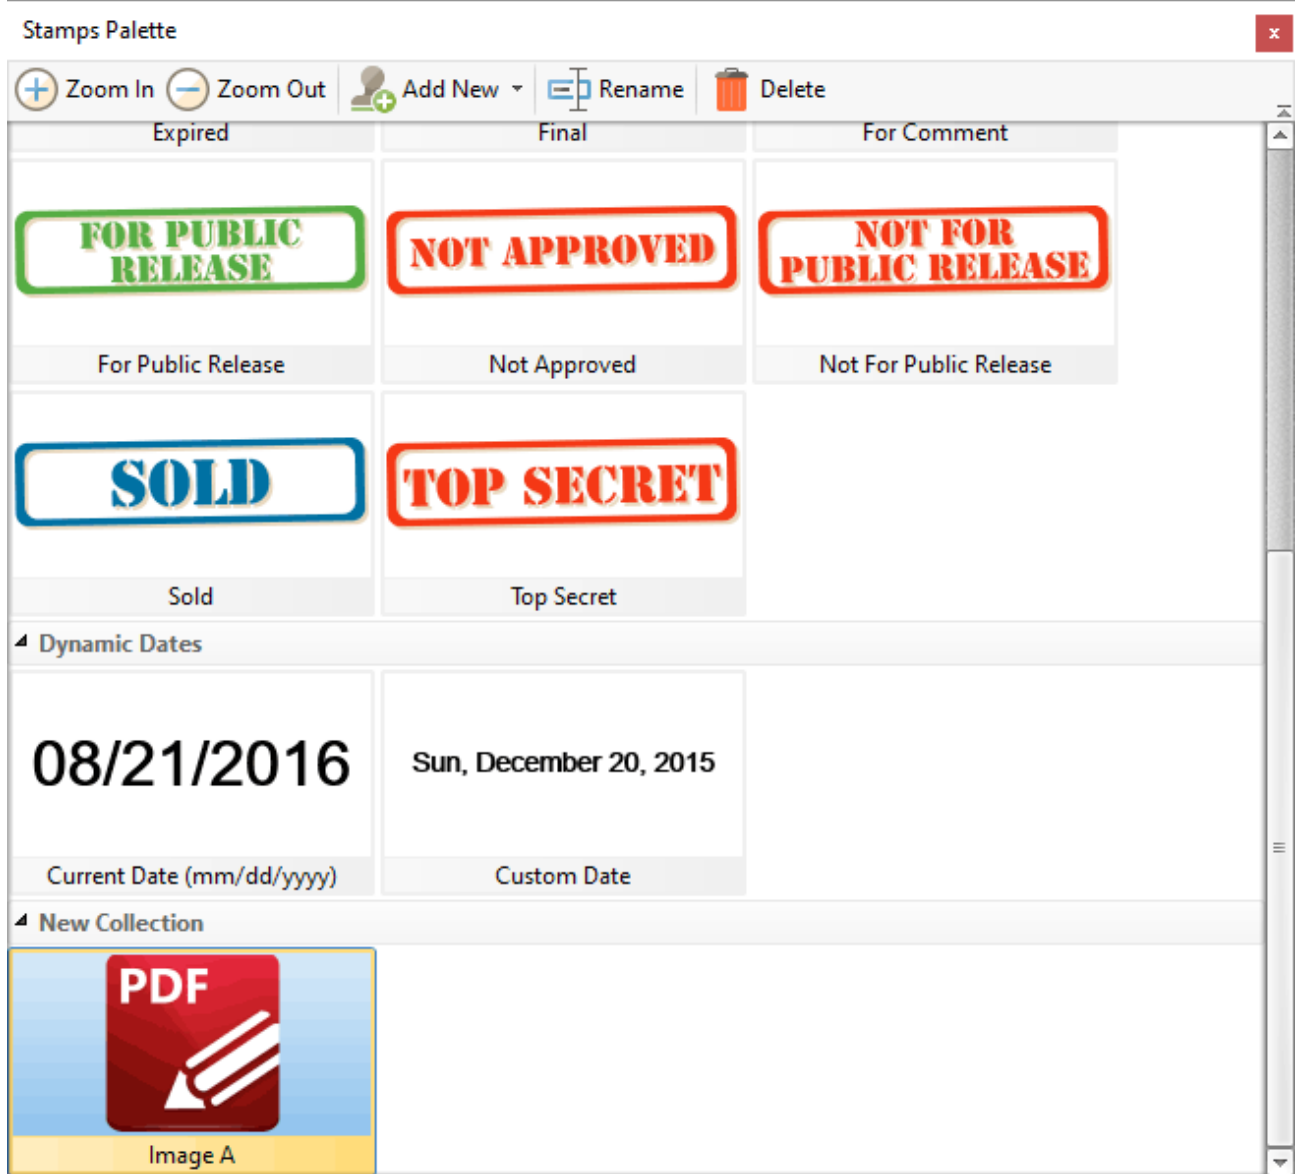 Stamps Palette
x
Zoom In Zoom Out Add New Rename Delete
Expired Final For Comment
FOR PUBLIC
RELEASE
NOT APPROVED
NOT FOR
PUBLIC RELEASE
For Public Release Not Approved Not For Public Release
SOLD TOP SECRET
Sold Top Secret
Dynamic Dates
08/21/2016 Sun, December 20, 2015
Current Date (mm/dd/yyyy) Custom Date
New Collection
PDF
Image A